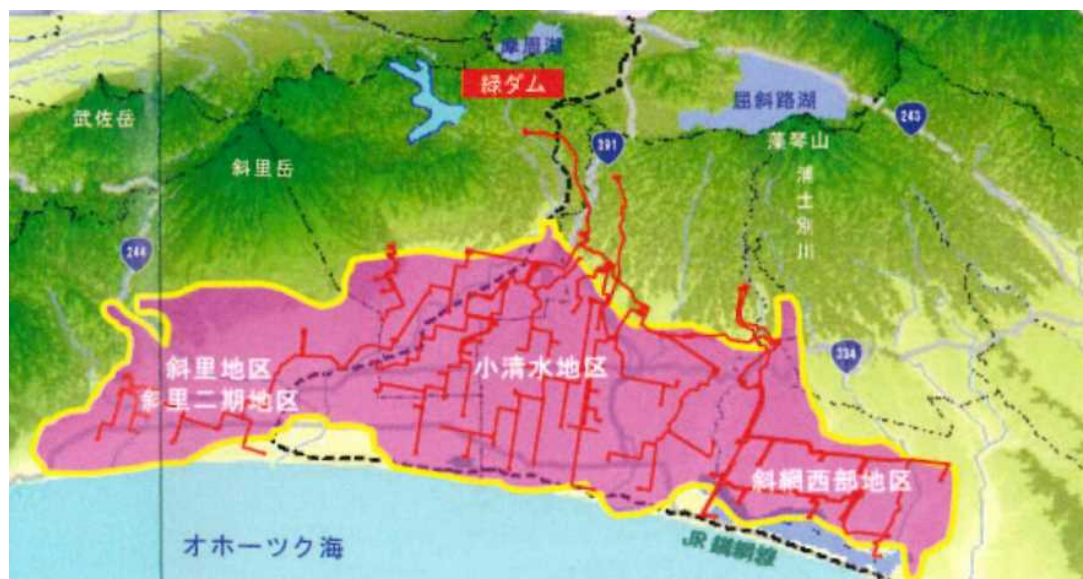 摩周湖
緑ダム
屈斜路湖
243
武佐岳
391
藻琴山
斜里岳
浦士別川
244
334
斜里地区
小清水地区
斜里二期地区
斜網西部地区
オホーツク海
JR 釧網線